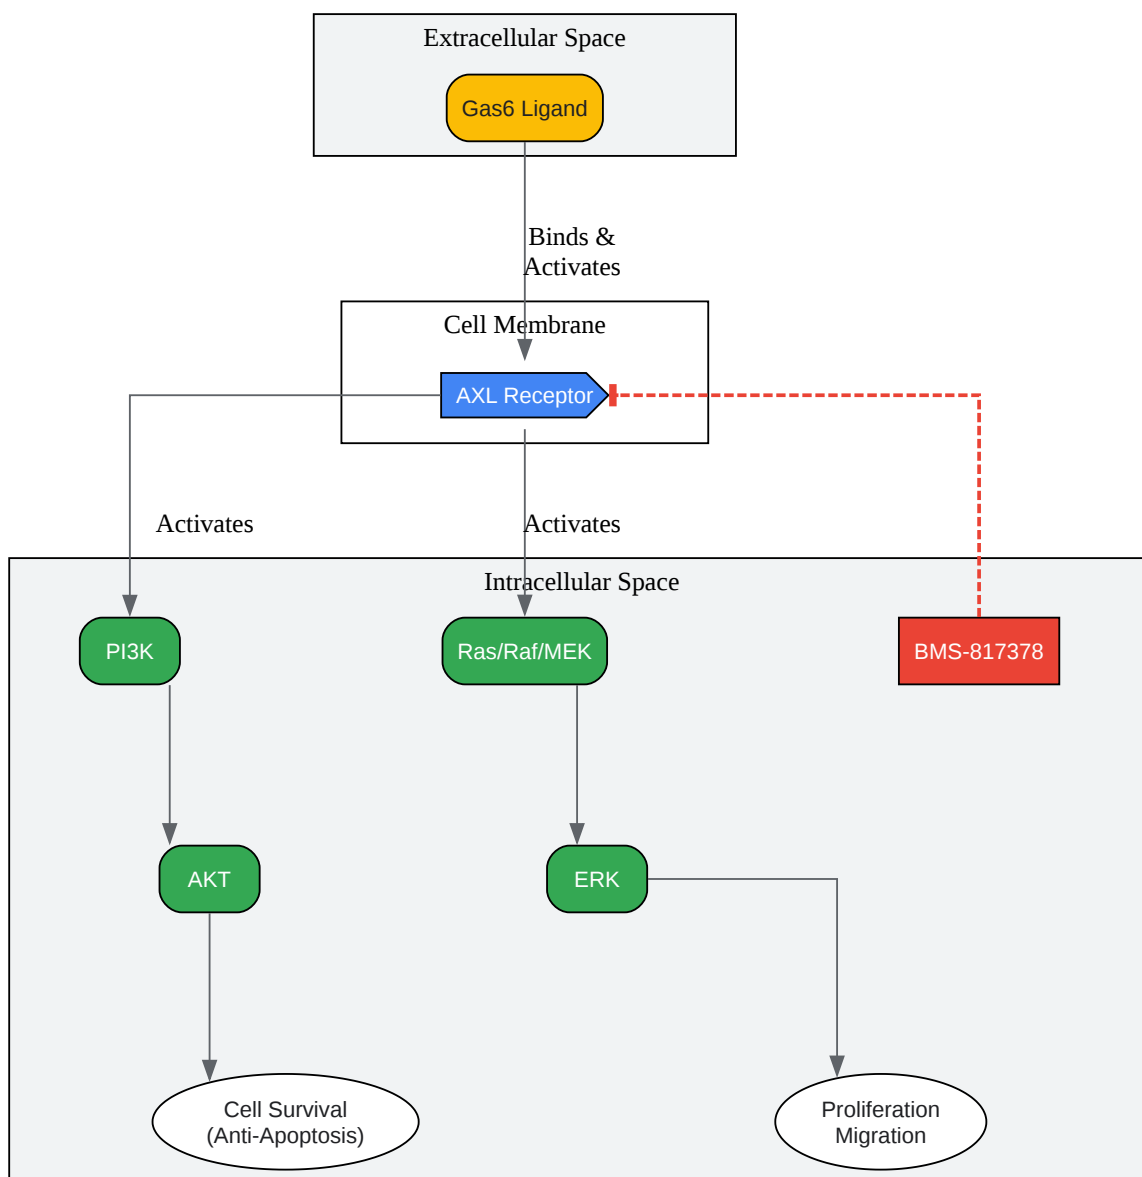 Extracellular Space
Gas6 Ligand
Binds &
Activates
Cell Membrane
AXL Receptor
Activates
Activates
Intracellular Space
PI3K
Ras/Raf/MEK
BMS-817378
AKT
ERK
Cell Survival
(Anti-Apoptosis)
Proliferation
Migration